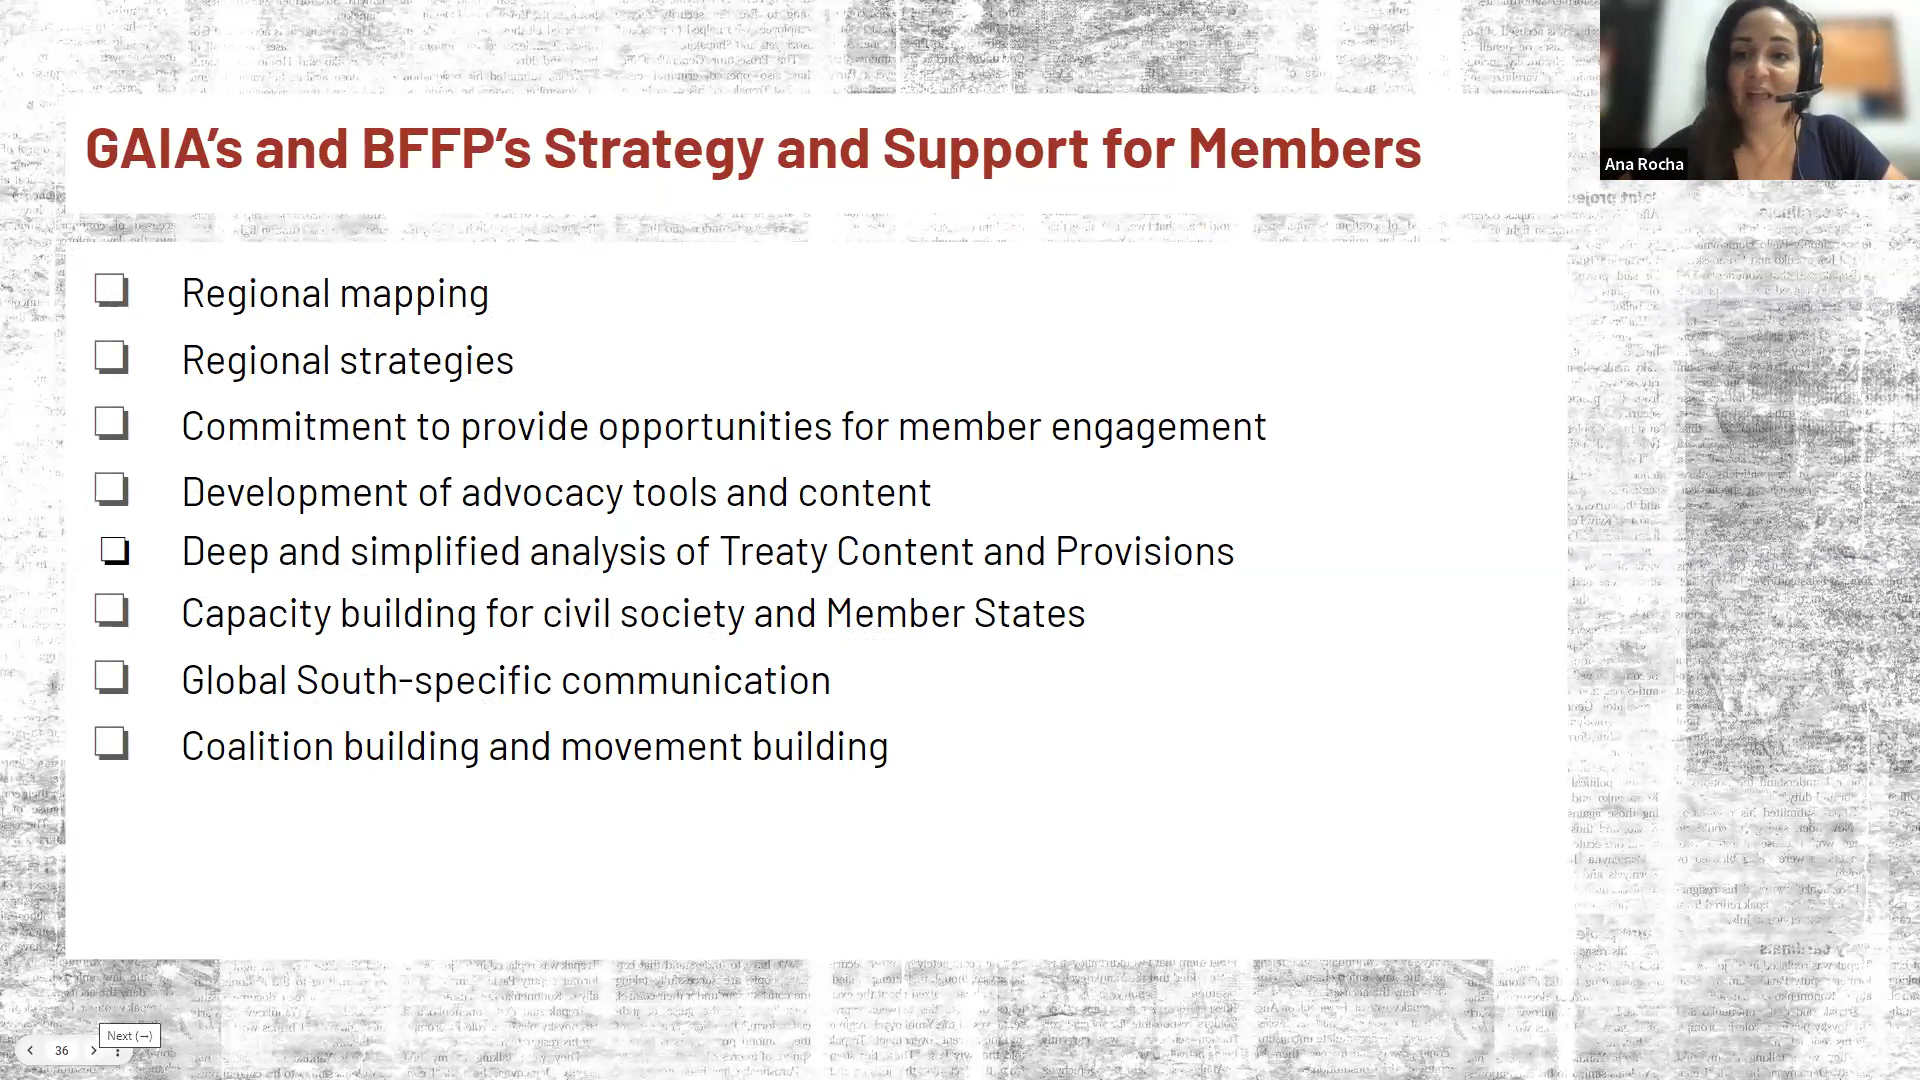 GAIA’s and BFFP’s Strategy and Support for Members
Ana Rocha
Regional mapping
Regional strategies
Commitment to provide opportunities for member engagement
Development of advocacy tools and content
Deep and simplified analysis of Treaty Content and Provisions
Capacity building for civil society and Member States
Global South-specific communication
Coalition building and movement building
Next (→)
36